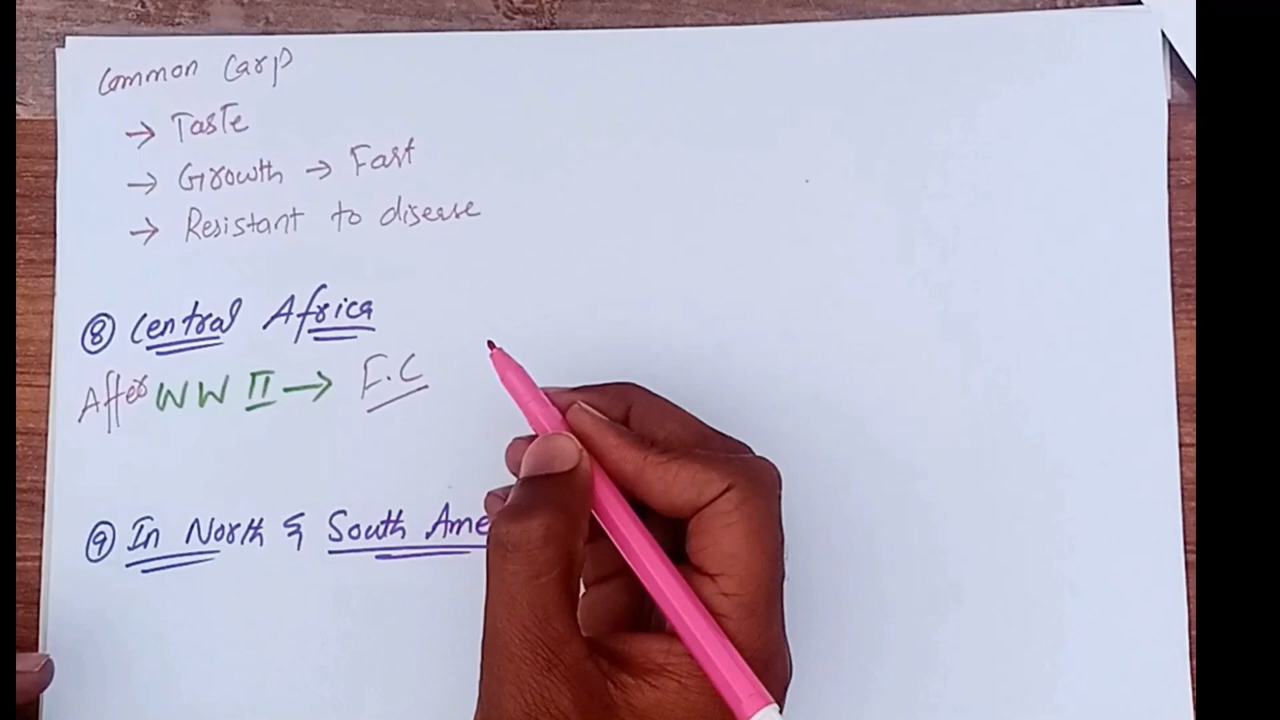 Common Carp
→ Taste
→ Growth → Fast
→ Resistant to disease
⑧ Central Africa
After WW II → F.C
⑨ In North & South Ame